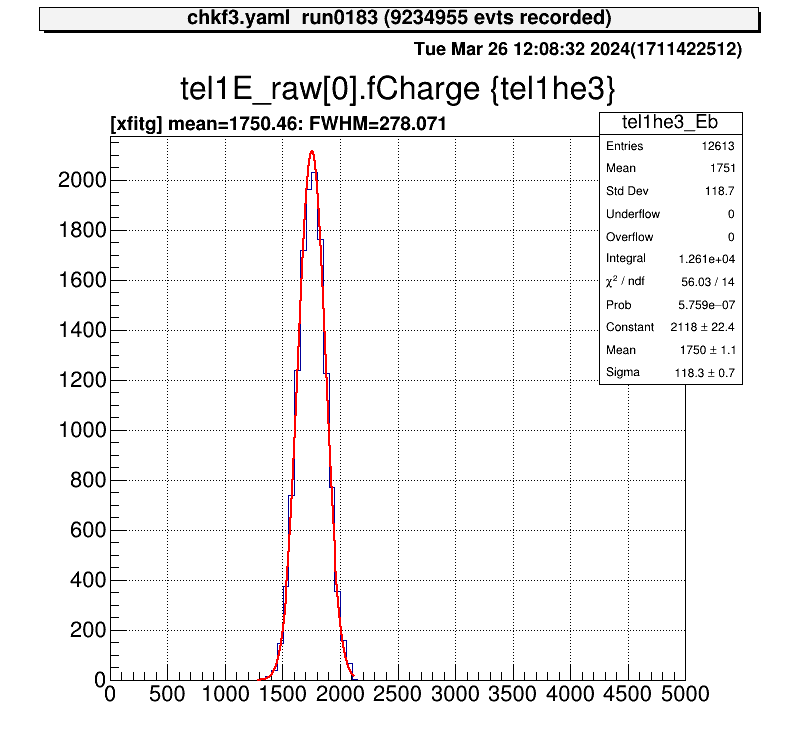 chkf3.yaml run0183 (9234955 evts recorded)
Tue Mar 26 12:08:32 2024(1711422512)
tel1E_raw[0].fCharge {tel1he3}
[xfitg] mean=1750.46: FWHM=278.071
tel1he3_Eb
Entries 12613
Mean 1751
Std Dev 118.7
Underflow 0
Overflow 0
Integral 1.261e+04
χ² / ndf 56.03 / 14
Prob 5.759e−07
Constant 2118 ± 22.4
Mean 1750 ± 1.1
Sigma 118.3 ± 0.7
2000
1800
1600
1400
1200
1000
800
600
400
200
0
0 500 1000 1500 2000 2500 3000 3500 4000 4500 5000